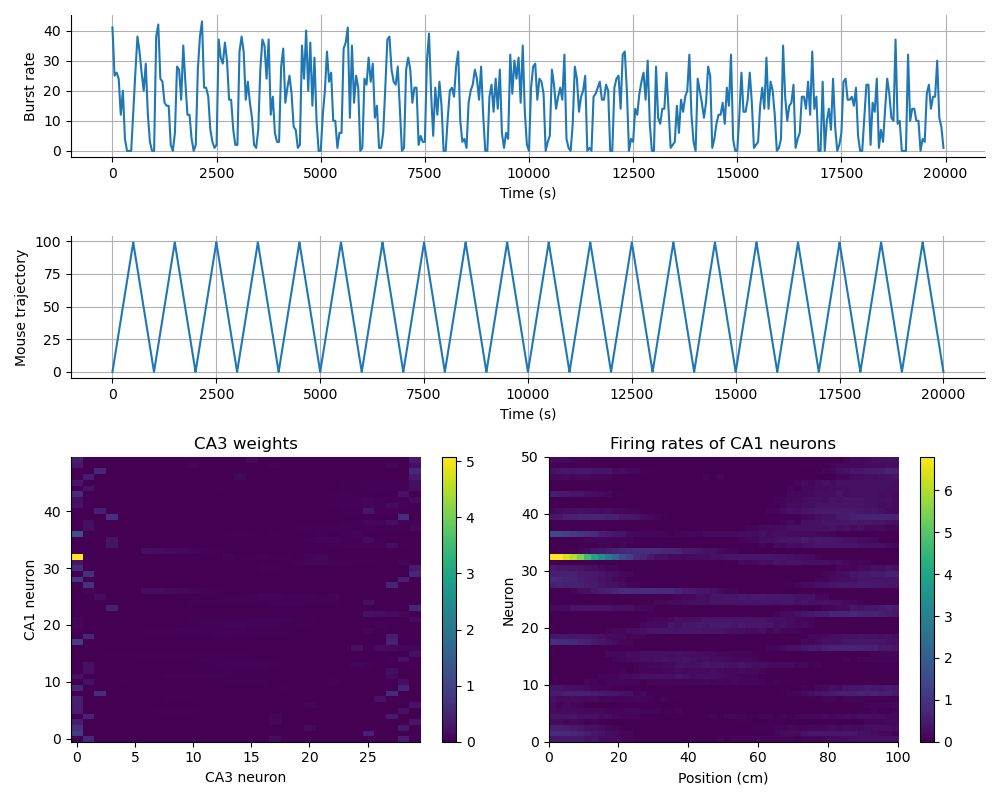 Burst rate
40
30
20
10
0
0 2500 5000 7500 10000 12500 15000 17500 20000
Time (s)
Mouse trajectory
100
75
50
25
0
0 2500 5000 7500 10000 12500 15000 17500 20000
Time (s)
CA3 weights
CA1 neuron
40
30
20
10
0
0 5 10 15 20 25
CA3 neuron
5
4
3
2
1
0
Firing rates of CA1 neurons
Neuron
50
40
30
20
10
0
0 20 40 60 80 100
Position (cm)
6
5
4
3
2
1
0